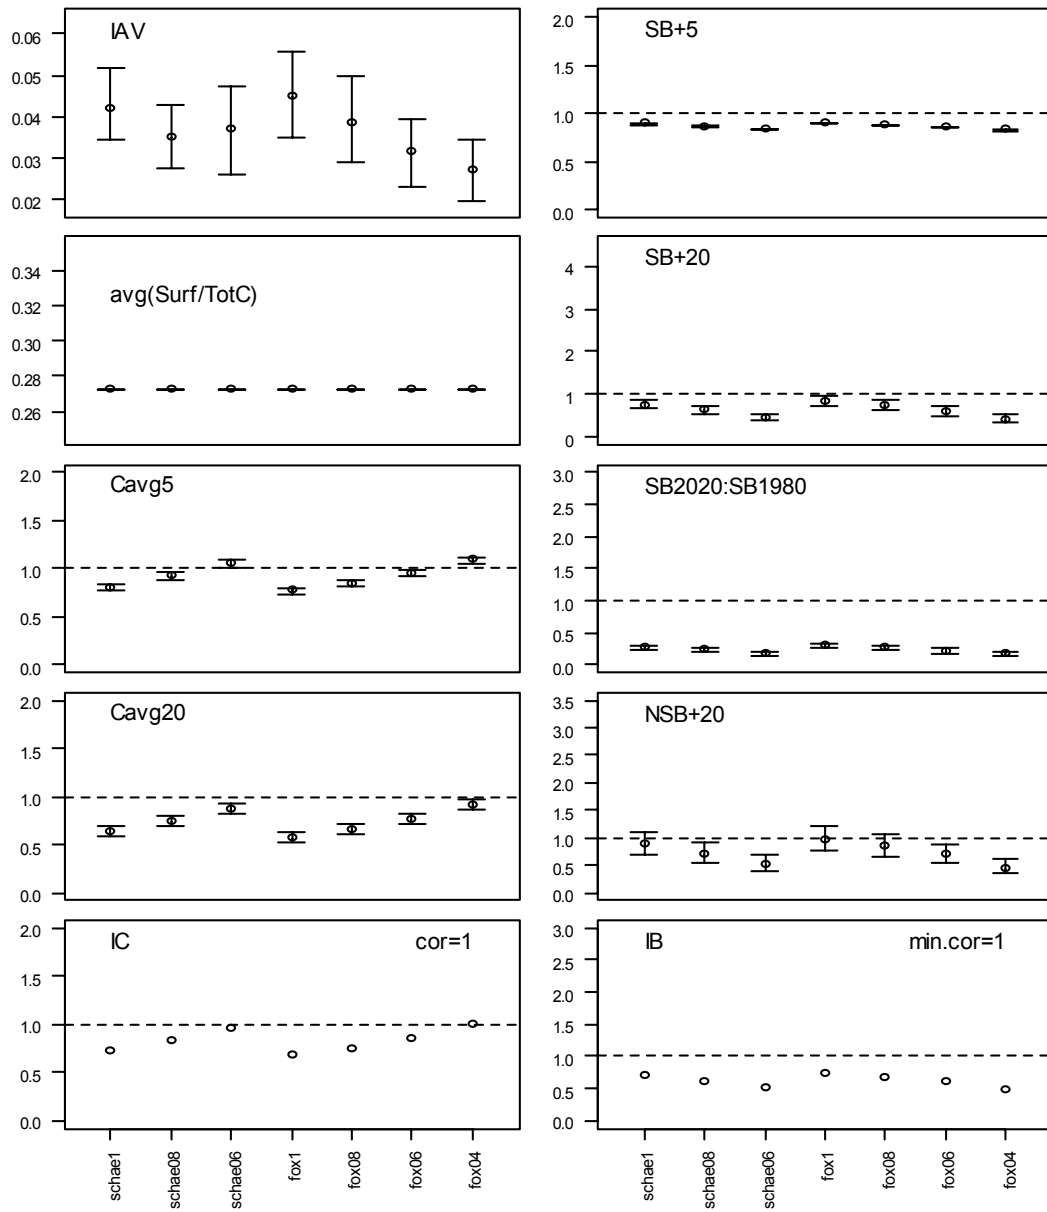 IAV
0.06
0.05
0.04
0.03
0.02
SB+5
2.0
1.5
1.0
0.5
0.0
avg(Surf/TotC)
0.34
0.32
0.30
0.28
0.26
SB+20
4
3
2
1
0
Cavg5
2.0
1.5
1.0
0.5
0.0
SB2020:SB1980
3.0
2.5
2.0
1.5
1.0
0.5
0.0
Cavg20
2.0
1.5
1.0
0.5
0.0
NSB+20
3.5
3.0
2.5
2.0
1.5
1.0
0.5
0.0
IC cor=1
2.0
1.5
1.0
0.5
0.0
schae1
schae08
schae06
fox1
fox08
fox06
fox04
IB min.cor=1
3.0
2.5
2.0
1.5
1.0
0.5
0.0
schae1
schae08
schae06
fox1
fox08
fox06
fox04